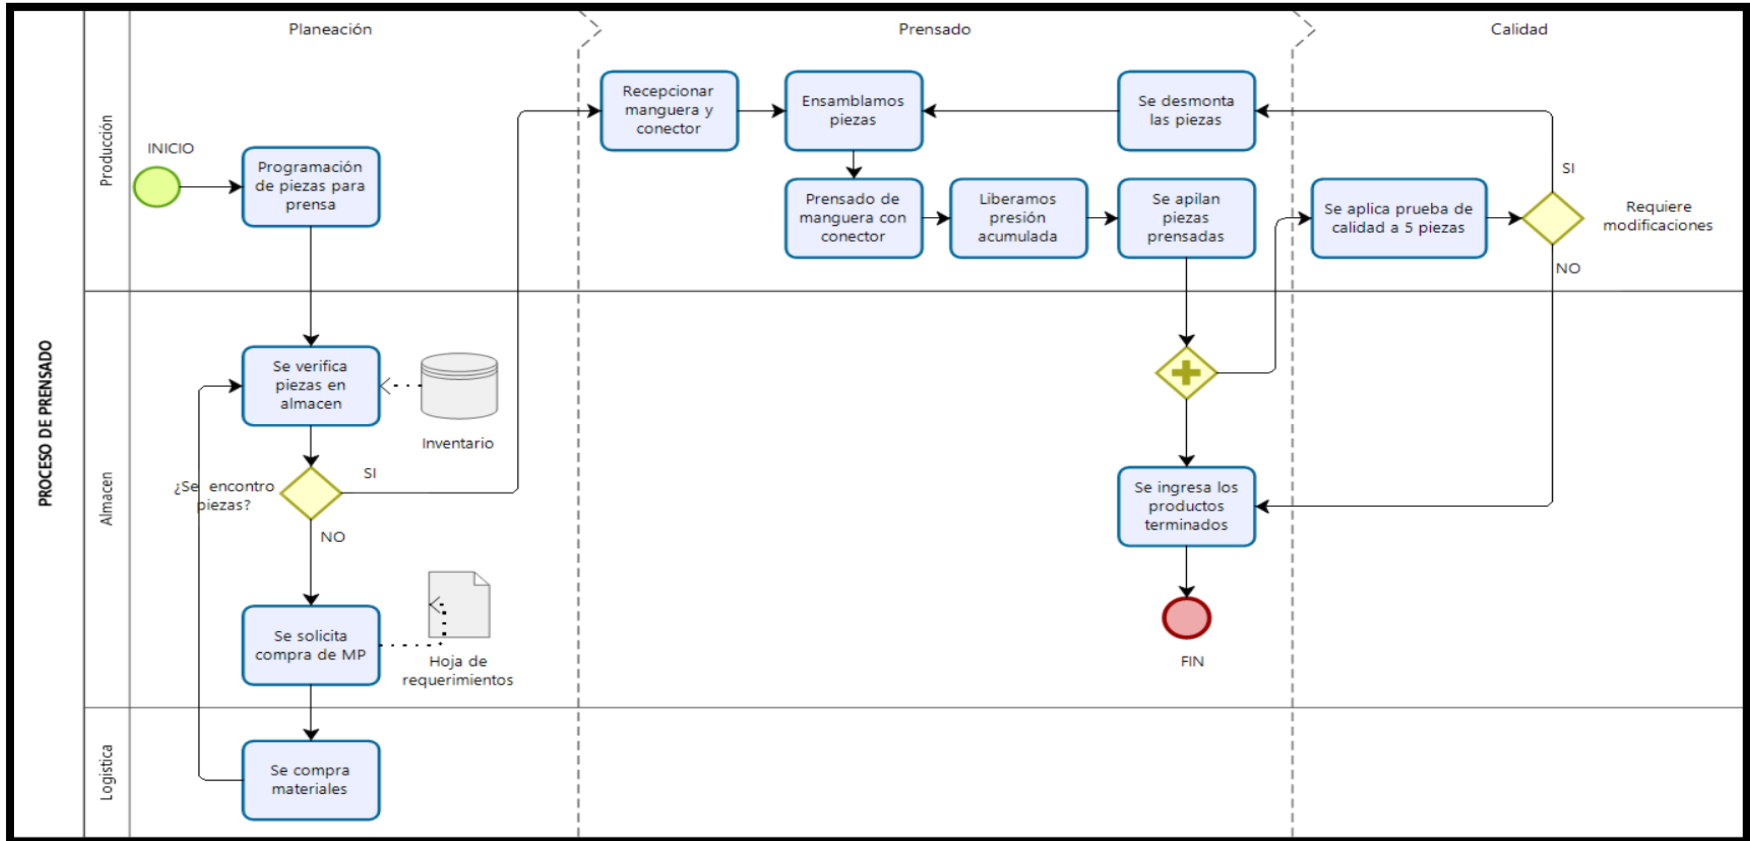 Planeación
Prensado
Calidad
PROCESO DE PRENSADO
Producción
INICIO
Programación
de piezas para
prensa
Recepcionar
manguera y
conector
Ensamblamos
piezas
Se desmonta
las piezas
Prensado de
manguera con
conector
Liberamos
presión
acumulada
Se apilan
piezas
prensadas
Se aplica prueba de
calidad a 5 piezas
SI
Requiere
modificaciones
NO
Almacen
Se verifica
piezas en
almacen
Inventario
¿Se encontro
piezas?
SI
NO
Se solicita
compra de MP
Hoja de
requerimientos
Se ingresa los
productos
terminados
FIN
Logistica
Se compra
materiales